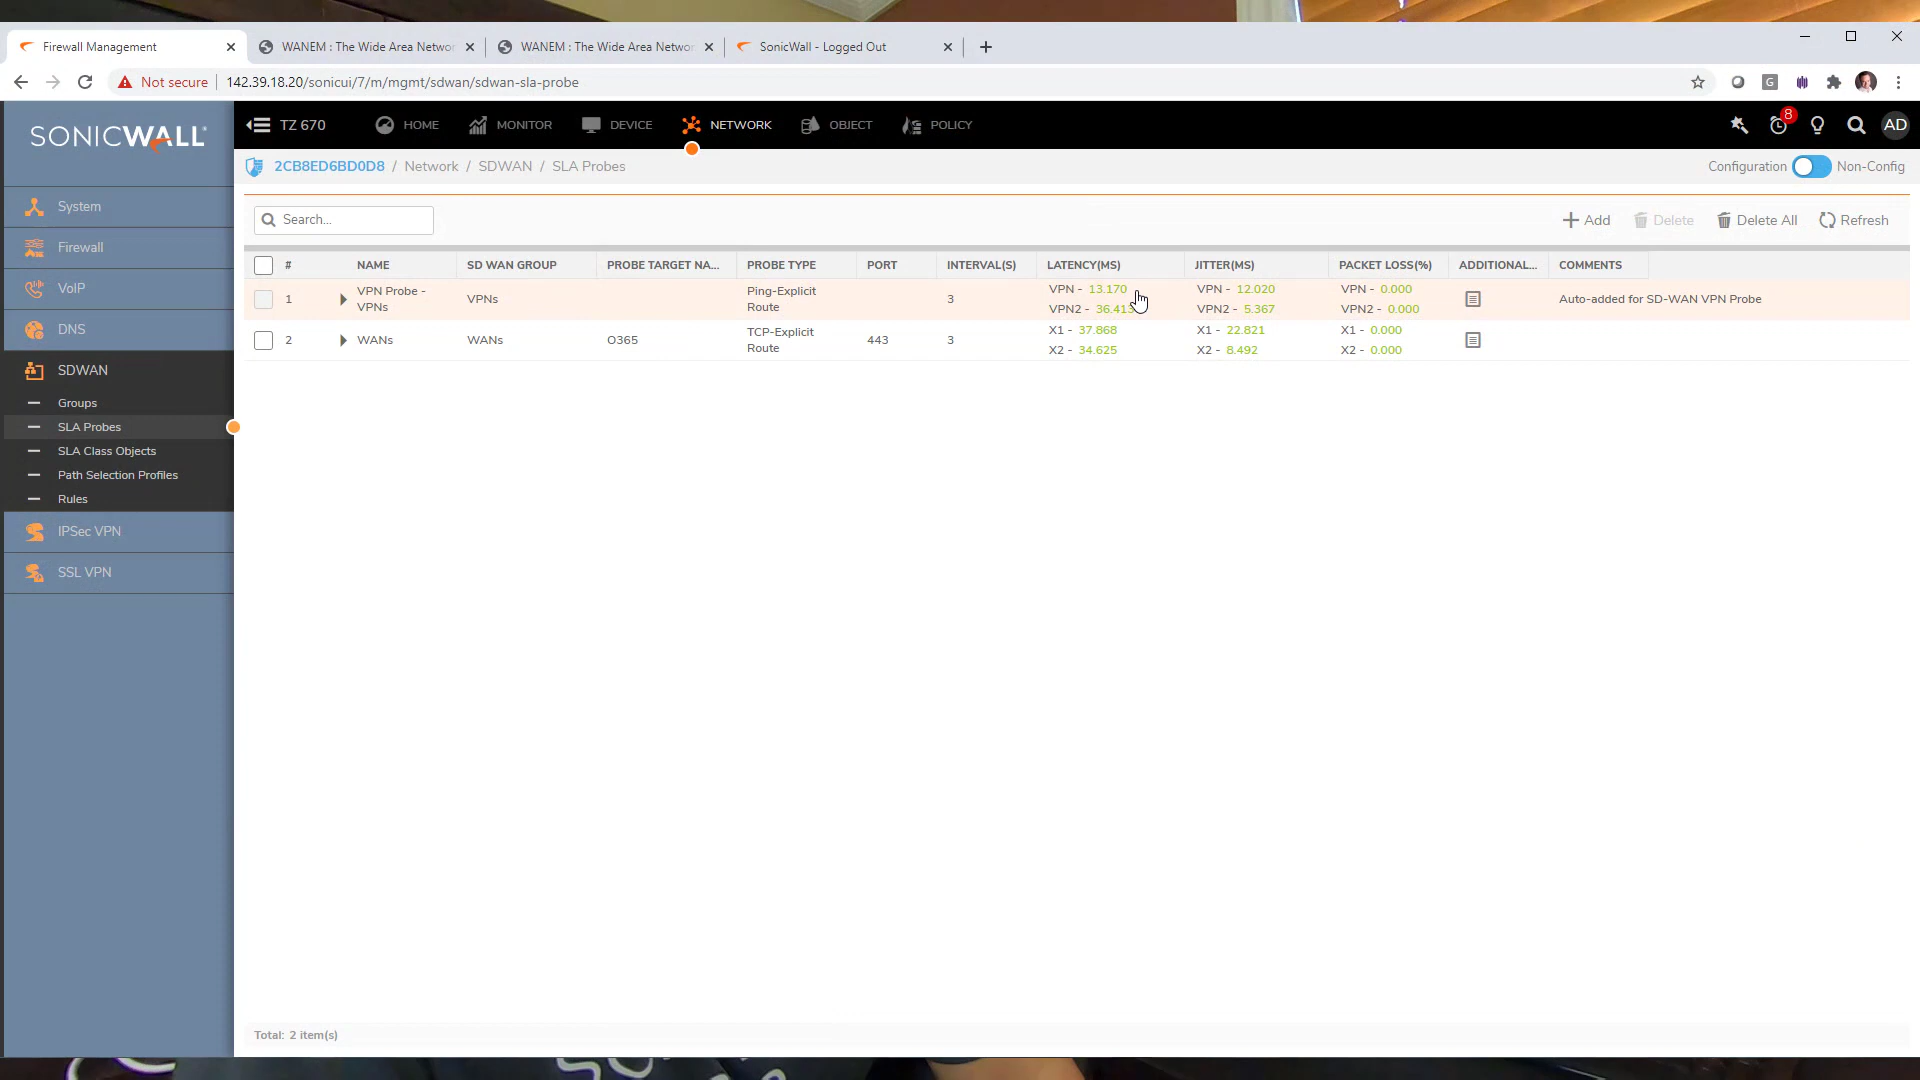 Firewall Management
WANEM : The Wide Area Networ
WANEM : The Wide Area Networ
SonicWall - Logged Out
Not secure
142.39.18.20/sonicui/7/m/mgmt/sdwan/sdwan-sla-probe
G
SONICWALL
TZ 670
HOME
MONITOR
DEVICE
NETWORK
OBJECT
POLICY
8
AD
2CB8ED6BD0D8 / Network / SDWAN / SLA Probes
Configuration
Non-Config
System
Firewall
VoIP
DNS
SDWAN
Groups
SLA Probes
SLA Class Objects
Path Selection Profiles
Rules
IPSec VPN
SSL VPN
Search...
Add
Delete
Delete All
Refresh
# NAME SD WAN GROUP PROBE TARGET NA... PROBE TYPE PORT INTERVAL(S) LATENCY(MS) JITTER(MS) PACKET LOSS(%) ADDITIONAL... COMMENTS
1 VPN Probe - VPNs Ping-Explicit 3 VPN - 13.170 VPN - 12.020 VPN - 0.000 Auto-added for SD-WAN VPN Probe
VPNs Route VPN2 - 36.413 VPN2 - 5.367 VPN2 - 0.000
2 WANs WANs O365 TCP-Explicit 443 3 X1 - 37.868 X1 - 22.821 X1 - 0.000
Route X2 - 34.625 X2 - 8.492 X2 - 0.000
Total: 2 item(s)